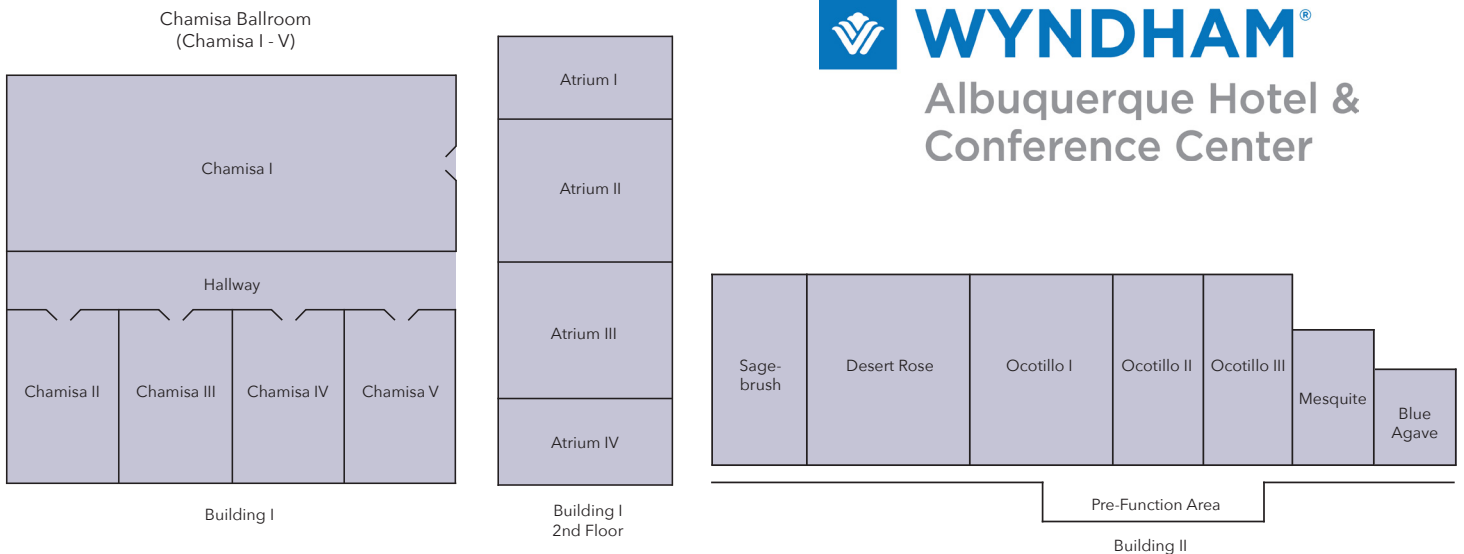 Chamisa Ballroom
(Chamisa I - V)
Chamisa I
Hallway
Chamisa II
Chamisa III
Chamisa IV
Chamisa V
Building I
Atrium I
Atrium II
Atrium III
Atrium IV
Building I
2nd Floor
WYNDHAM®
Albuquerque Hotel &
Conference Center
Sage-
brush
Desert Rose
Ocotillo I
Ocotillo II
Ocotillo III
Mesquite
Blue
Agave
Pre-Function Area
Building II